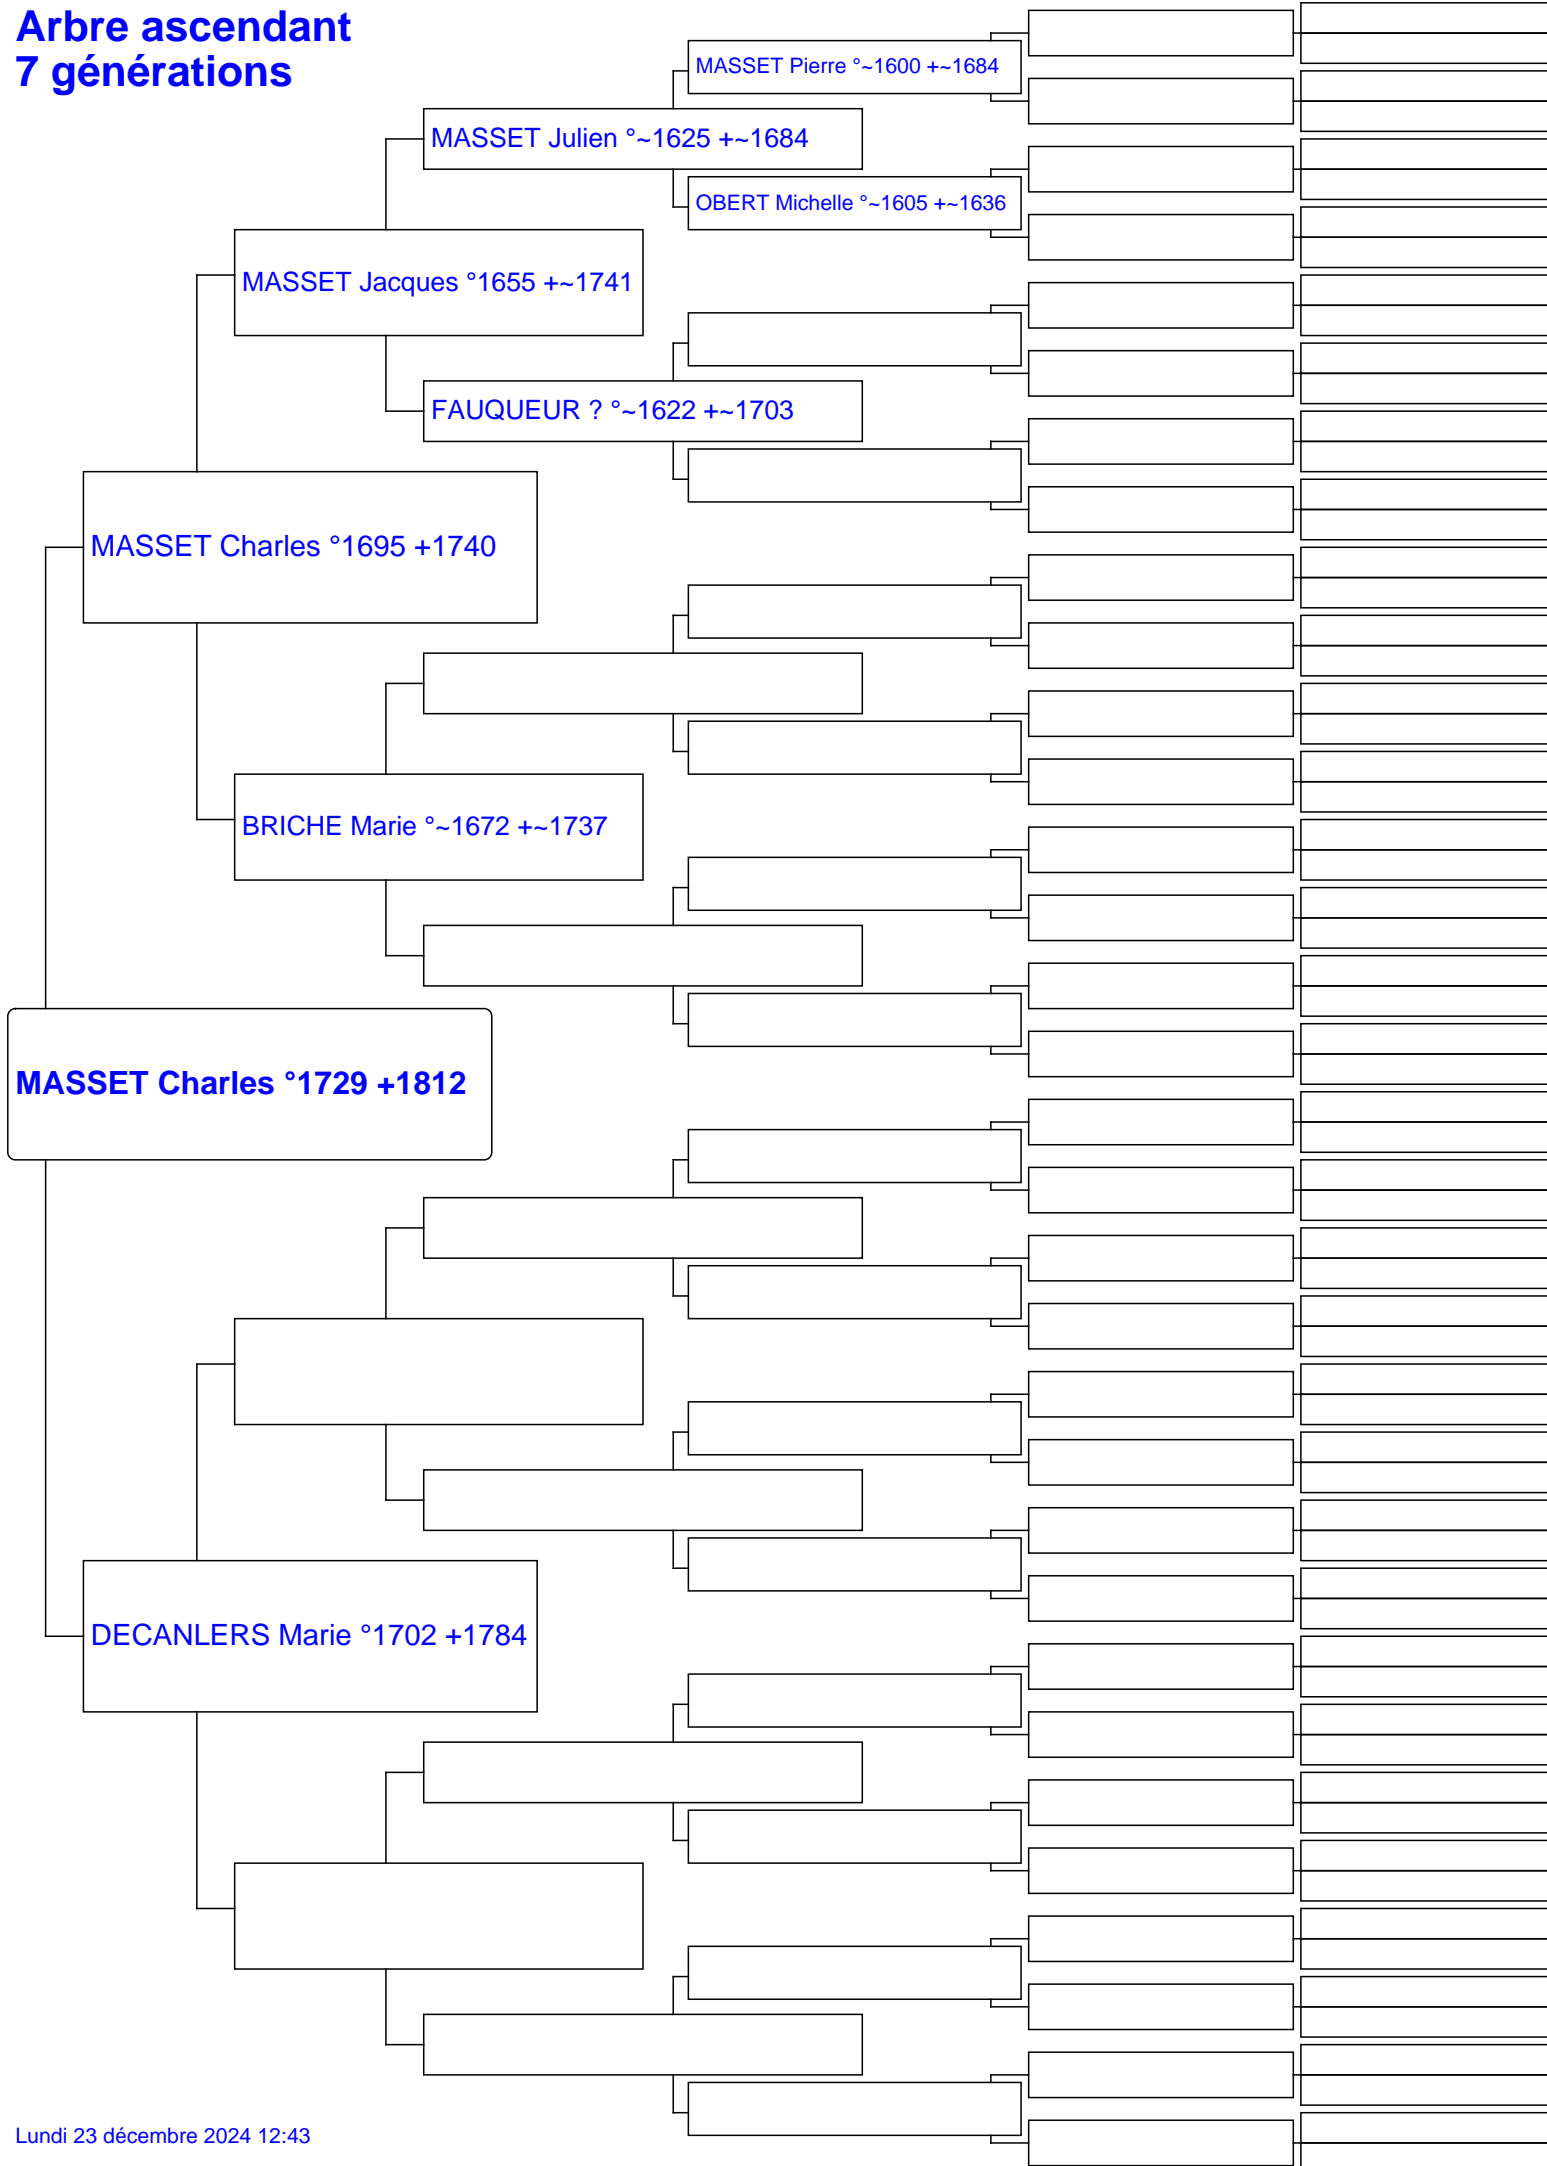 Arbre ascendant
7 générations
MASSET Pierre °~1600 +~1684
MASSET Julien °~1625 +~1684
OBERT Michelle °~1605 +~1636
MASSET Jacques °1655 +~1741
FAUQUEUR ? °~1622 +~1703
MASSET Charles °1695 +1740
BRICHE Marie °~1672 +~1737
MASSET Charles °1729 +1812
DECANLERS Marie °1702 +1784
Lundi 23 décembre 2024 12:43